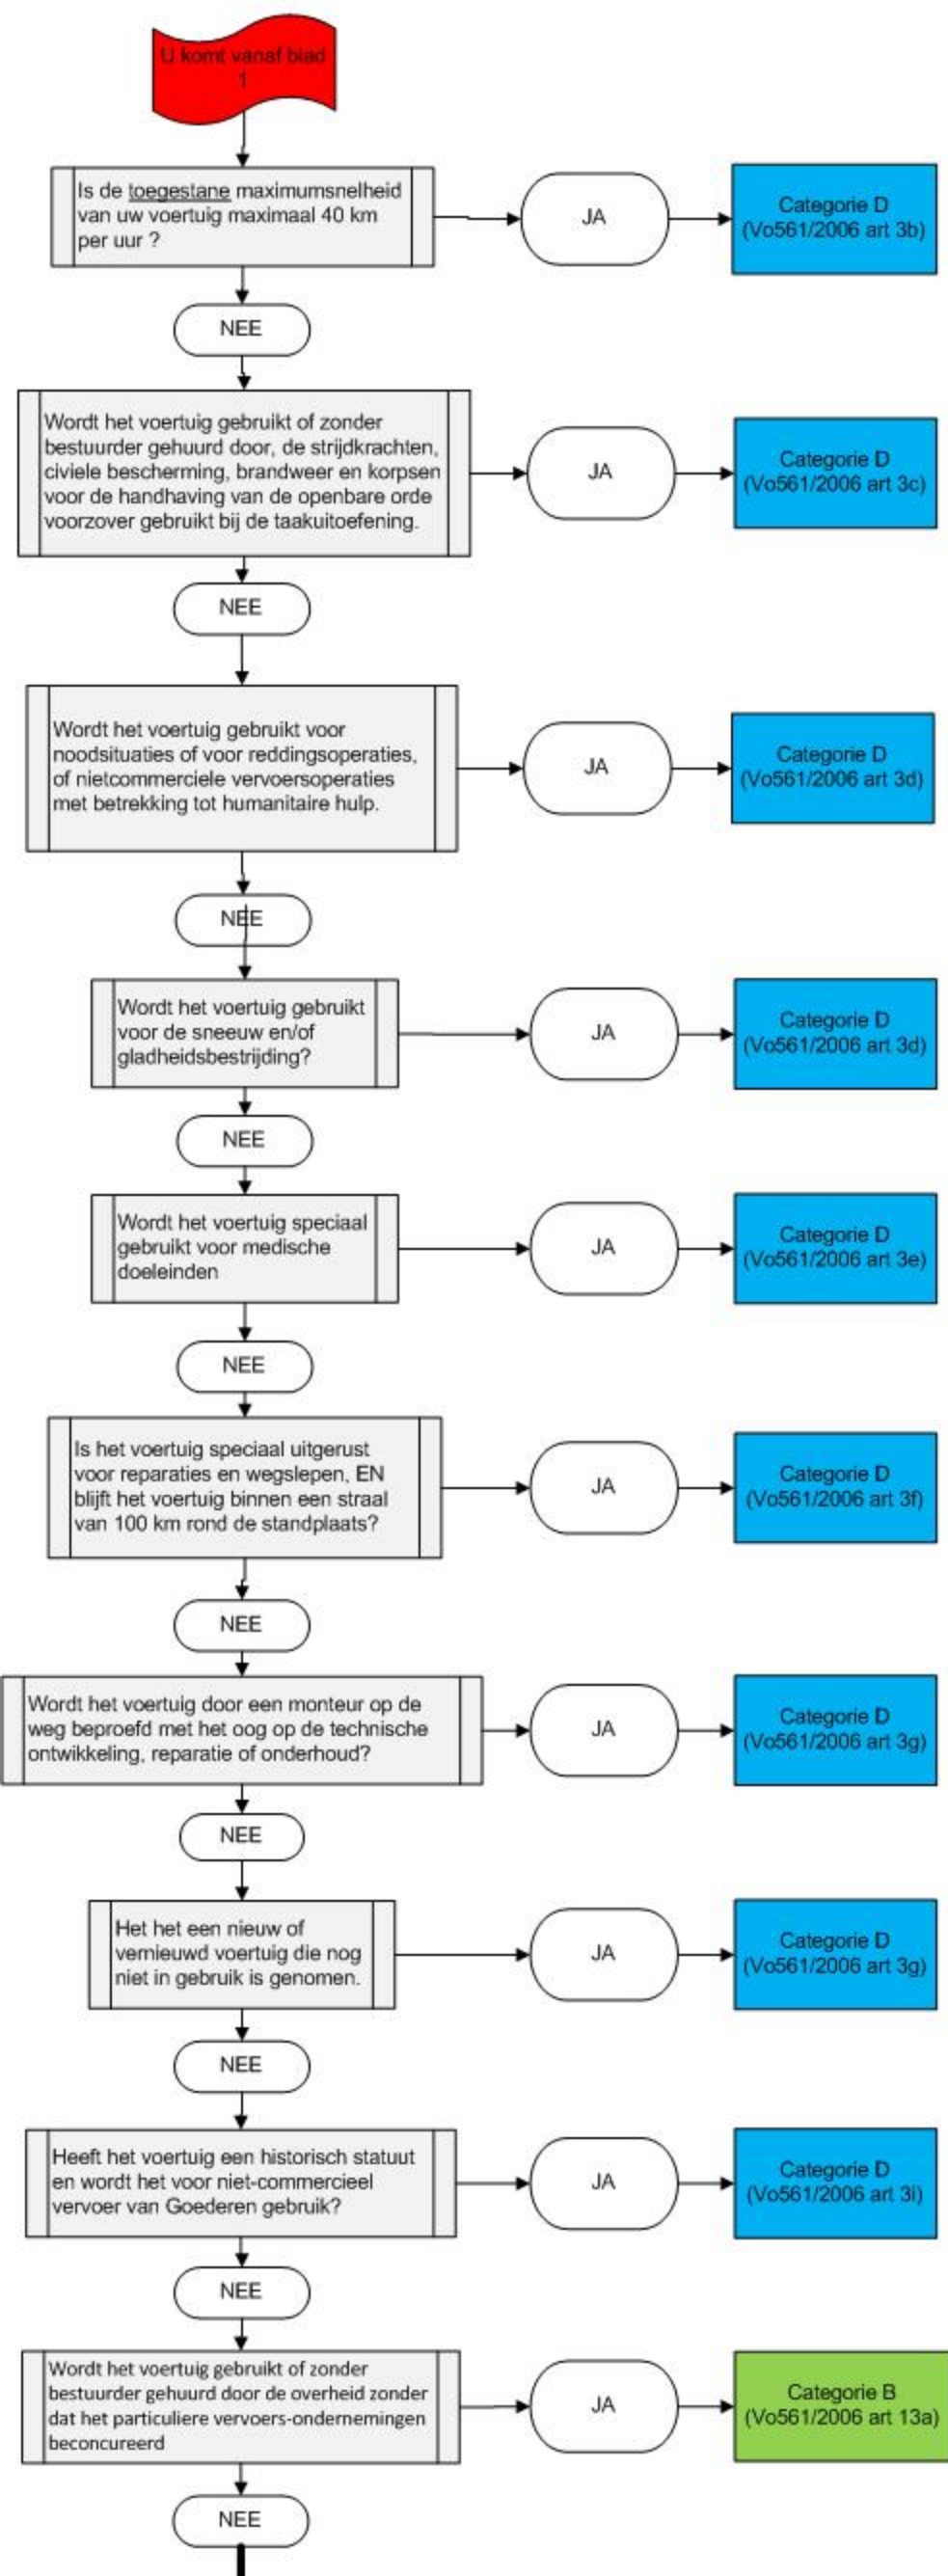 U komt vanaf blad
1
Is de toegestane maximumsnelheid
van uw voertuig maximaal 40 km
per uur ?
JA
Categorie D
(Vo561/2006 art 3b)
NEE
Wordt het voertuig gebruikt of zonder
bestuurder gehuurd door, de strijdkrachten,
civiele bescherming, brandweer en korpsen
voor de handhaving van de openbare orde
voorzover gebruikt bij de taakuitoefening.
JA
Categorie D
(Vo561/2006 art 3c)
NEE
Wordt het voertuig gebruikt voor
noodsituaties of voor reddingsoperaties,
of nietcommerciele vervoersoperaties
met betrekking tot humanitaire hulp.
JA
Categorie D
(Vo561/2006 art 3d)
NEE
Wordt het voertuig gebruikt
voor de sneeuw en/of
gladheidsbestrijding?
JA
Categorie D
(Vo561/2006 art 3d)
NEE
Wordt het voertuig speciaal
gebruikt voor medische
doeleinden
JA
Categorie D
(Vo561/2006 art 3e)
NEE
Is het voertuig speciaal uitgerust
voor reparaties en wegslepen, EN
blijft het voertuig binnen een straal
van 100 km rond de standplaats?
JA
Categorie D
(Vo561/2006 art 3f)
NEE
Wordt het voertuig door een monteur op de
weg beproefd met het oog op de technische
ontwikkeling, reparatie of onderhoud?
JA
Categorie D
(Vo561/2006 art 3g)
NEE
Het het een nieuw of
vernieuwd voertuig die nog
niet in gebruik is genomen.
JA
Categorie D
(Vo561/2006 art 3g)
NEE
Heeft het voertuig een historisch statuut
en wordt het voor niet-commercieel
vervoer van Goederen gebruik?
JA
Categorie D
(Vo561/2006 art 3i)
NEE
Wordt het voertuig gebruikt of zonder
bestuurder gehuurd door de overheid zonder
dat het particuliere vervoers-ondernemingen
beconcureerd
JA
Categorie B
(Vo561/2006 art 13a)
NEE